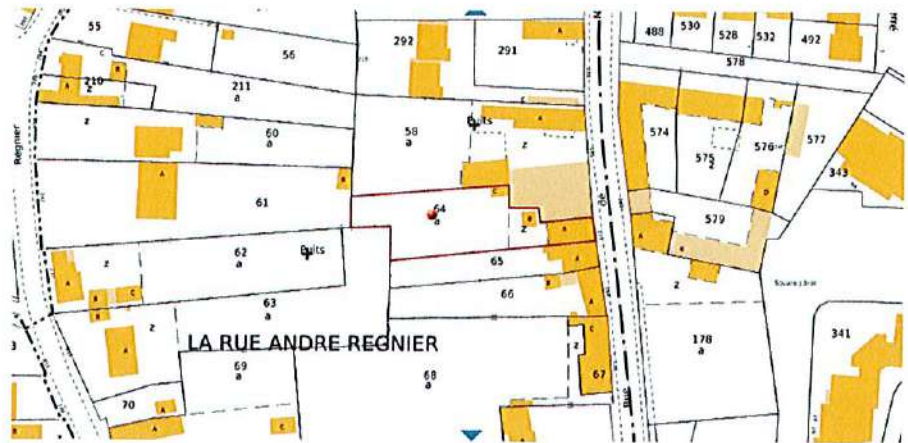 55
56
292
291
488
530
528
532
492
578
C
B
A
210
z
211
a
A
60
a
58
a
Puits
E
A
z
574
575
z
576
577
343
Regnier
z
A
61
B
64
a
C
B
z
A
D
579
A
K
62
a
Puits
z
A
B
C
B
65
A
66
B
A
z
63
a
z
A
LA RUE ANDRE REGNIER
C
z
67
178
a
341
69
a
68
a
70
A
A
C
A
Rue